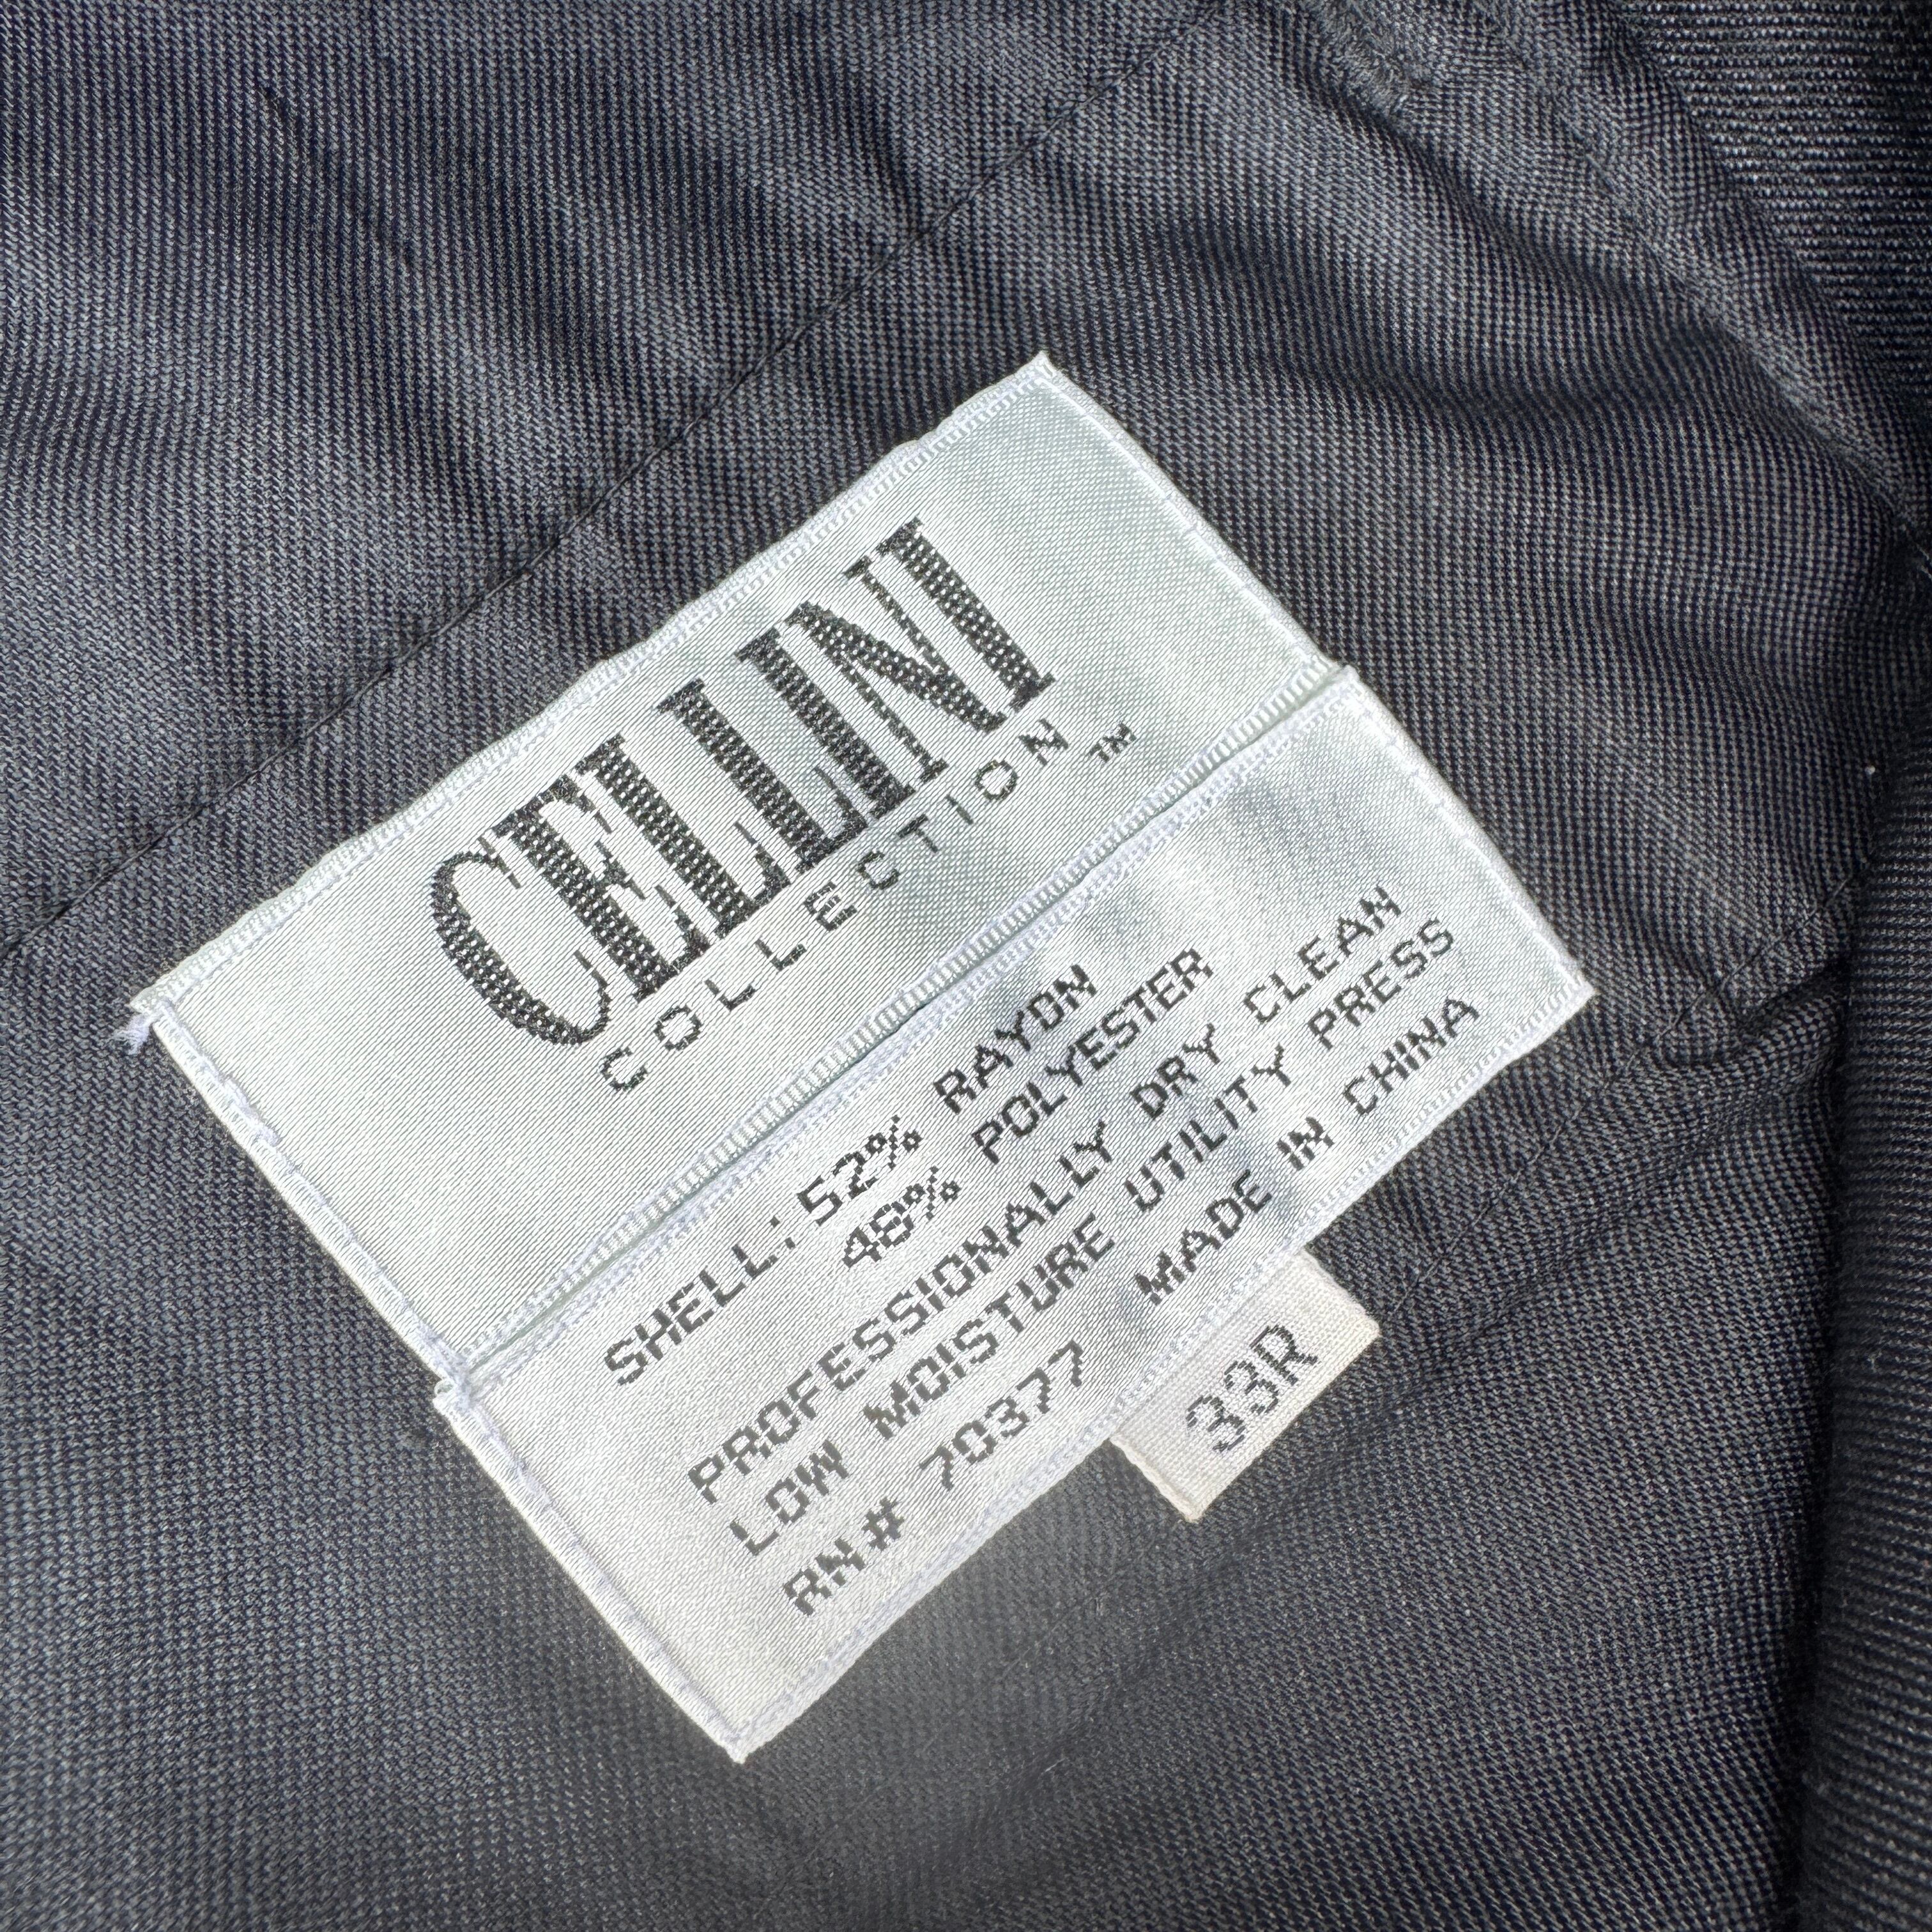 CELLINI
COLLECTION™
SHELL: 52% RAYON
48% POLYESTER
PROFESSIONALLY DRY CLEAN
LOW MOISTURE UTILITY PRESS
RN# 70377 MADE IN CHINA
33R